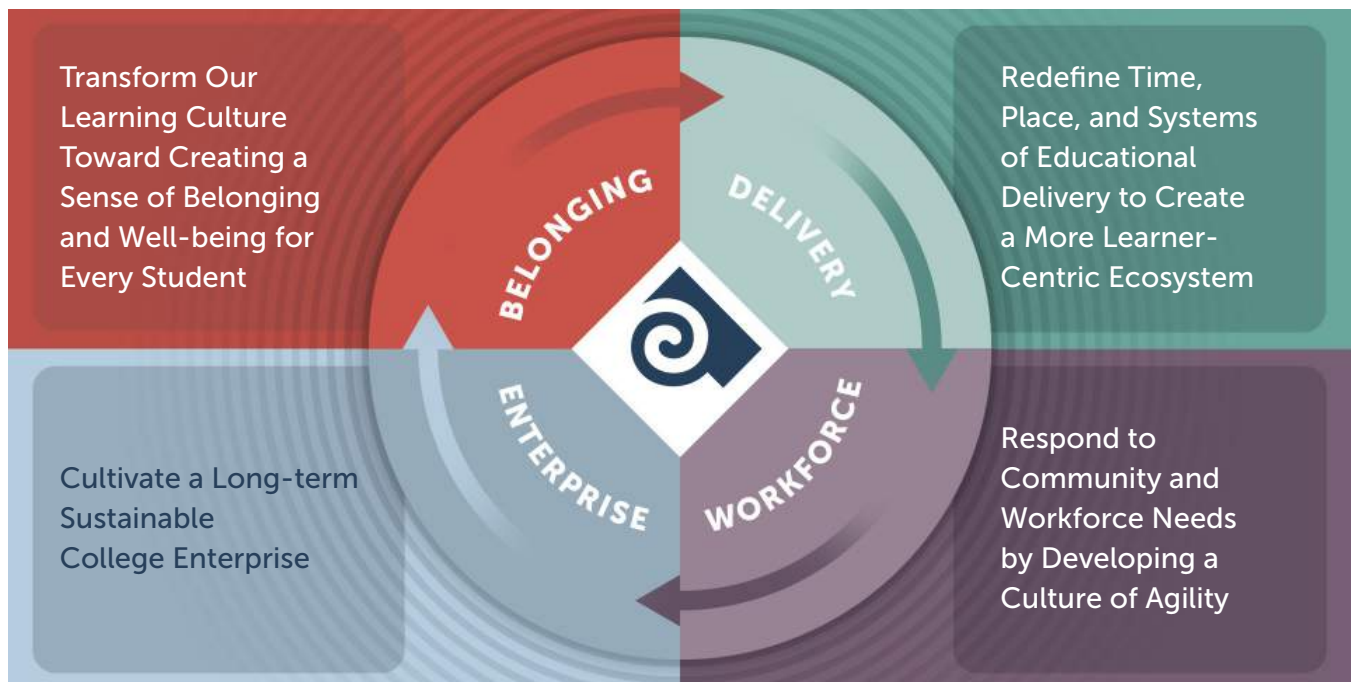 Transform Our
Learning Culture
Toward Creating a
Sense of Belonging
and Well-being for
Every Student
BELONGING
DELIVERY
Redefine Time,
Place, and Systems
of Educational
Delivery to Create
a More Learner-
Centric Ecosystem
Cultivate a Long-term
Sustainable
College Enterprise
ENTERPRISE
WORKFORCE
Respond to
Community and
Workforce Needs
by Developing a
Culture of Agility